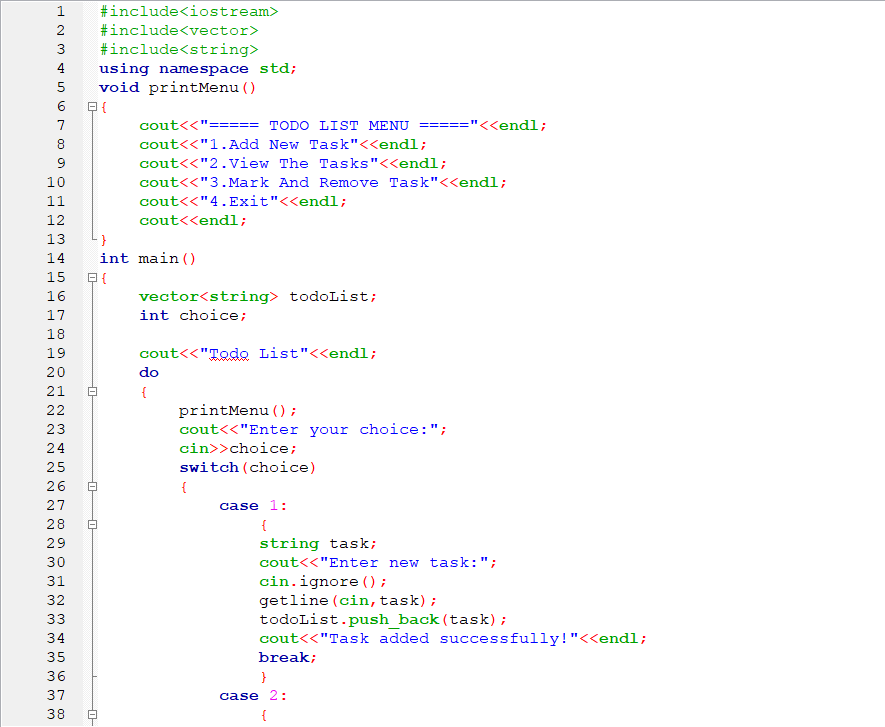 1 #include<iostream>
2 #include<vector>
3 #include<string>
4 using namespace std;
5 void printMenu()
6 {
7 cout<<"===== TODO LIST MENU ====="<<endl;
8 cout<<"1.Add New Task"<<endl;
9 cout<<"2.View The Tasks"<<endl;
10 cout<<"3.Mark And Remove Task"<<endl;
11 cout<<"4.Exit"<<endl;
12 cout<<endl;
13 }
14 int main()
15 {
16 vector<string> todoList;
17 int choice;
18
19 cout<<"Todo List"<<endl;
20 do
21 {
22 printMenu();
23 cout<<"Enter your choice:";
24 cin>>choice;
25 switch(choice)
26 {
27 case 1:
28 {
29 string task;
30 cout<<"Enter new task:";
31 cin.ignore();
32 getline(cin,task);
33 todoList.push_back(task);
34 cout<<"Task added successfully!"<<endl;
35 break;
36 }
37 case 2:
38 {